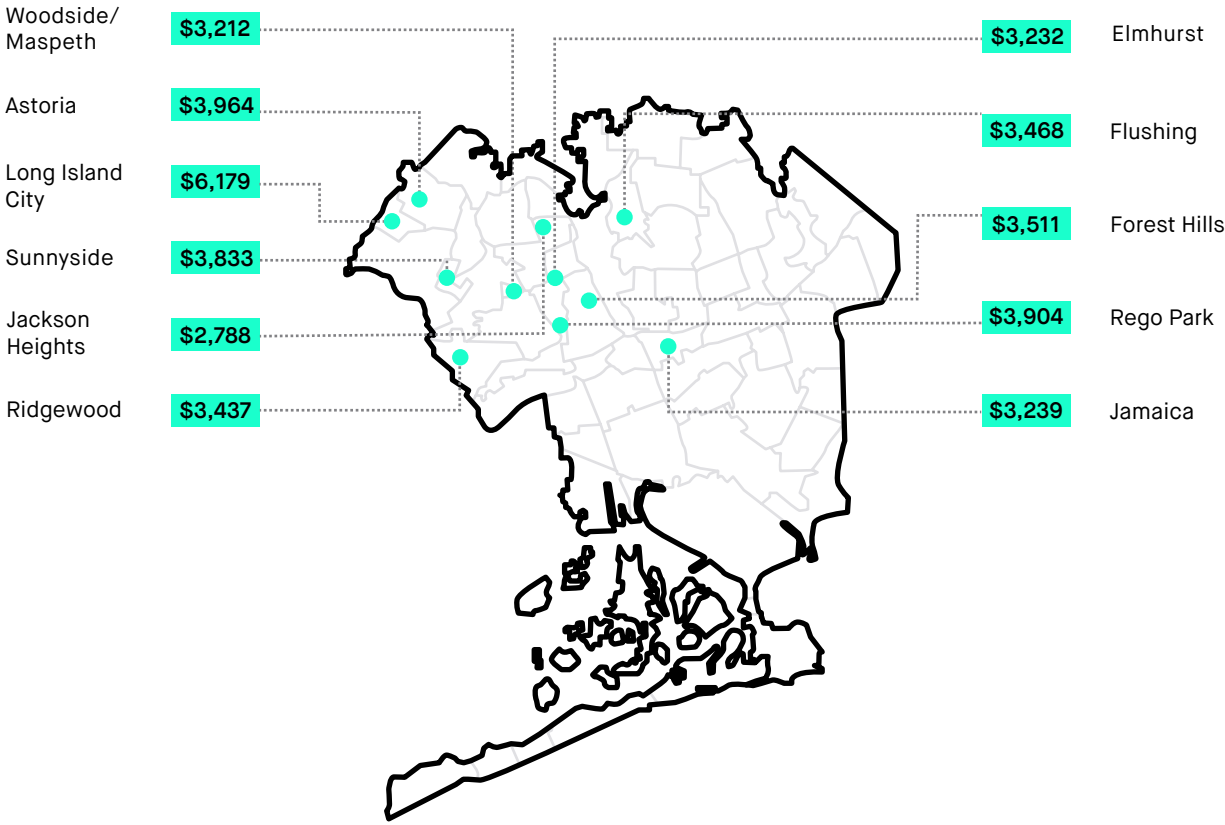 Woodside/
Maspeth
$3,212
Astoria
$3,964
Long Island
City
$6,179
Sunnyside
$3,833
Jackson
Heights
$2,788
Ridgewood
$3,437
$3,232
Elmhurst
$3,468
Flushing
$3,511
Forest Hills
$3,904
Rego Park
$3,239
Jamaica